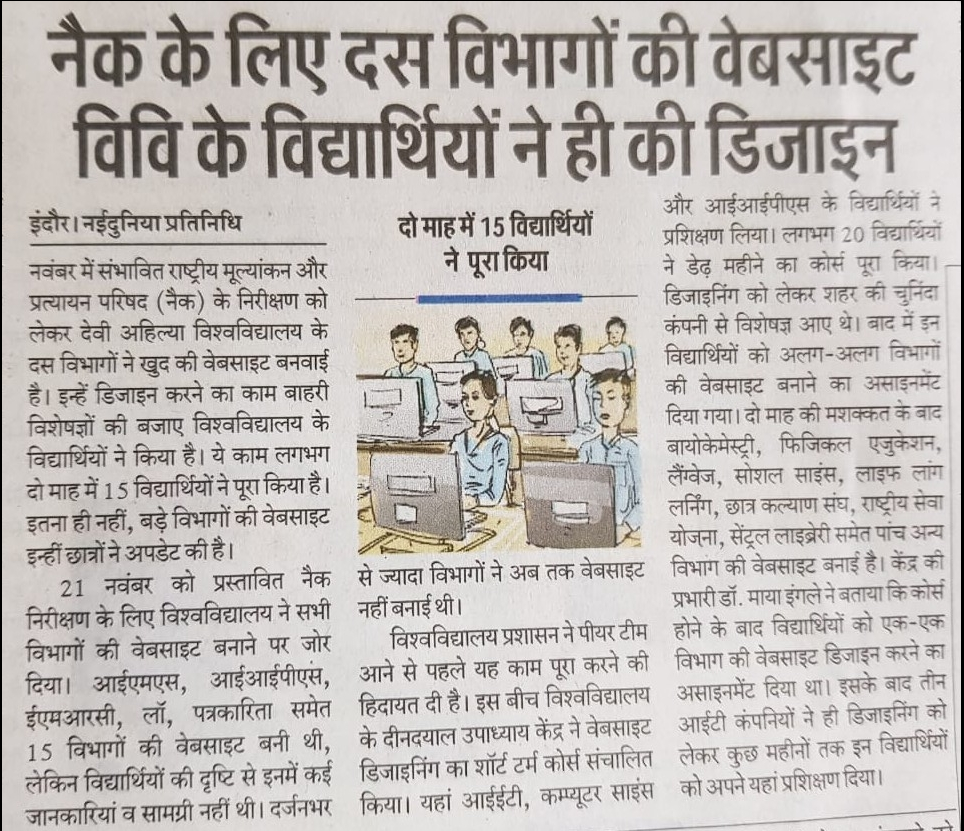 नैक के लिए दस विभागों की वेबसाइट
विवि के विद्यार्थियों ने ही की डिजाइन
इंदौर। नईदुनिया प्रतिनिधि
नवंबर में संभावित राष्ट्रीय मूल्यांकन और
प्रत्यायन परिषद (नैक) के निरीक्षण को
लेकर देवी अहिल्या विश्वविद्यालय के
दस विभागों ने खुद की वेबसाइट बनवाई
है। इन्हें डिजाइन करने का काम बाहरी
विशेषज्ञों की बजाए विश्वविद्यालय के
विद्यार्थियों ने किया है। ये काम लगभग
दो माह में 15 विद्यार्थियों ने पूरा किया है।
इतना ही नहीं, बड़े विभागों की वेबसाइट
इन्हीं छात्रों ने अपडेट की है।
21 नवंबर को प्रस्तावित नैक
निरीक्षण के लिए विश्वविद्यालय ने सभी
विभागों की वेबसाइट बनाने पर जोर
दिया। आईएमएस, आईआईपीएस,
ईएमआरसी, लॉ, पत्रकारिता समेत
15 विभागों की वेबसाइट बनी थी,
लेकिन विद्यार्थियों की दृष्टि से इनमें कई
जानकारियां व सामग्री नहीं थी। दर्जनभर
दो माह में 15 विद्यार्थियों
ने पूरा किया
से ज्यादा विभागों ने अब तक वेबसाइट
नहीं बनाई थी।
विश्वविद्यालय प्रशासन ने पीयर टीम
आने से पहले यह काम पूरा करने की
हिदायत दी है। इस बीच विश्वविद्यालय
के दीनदयाल उपाध्याय केंद्र ने वेबसाइट
डिजाइनिंग का शॉर्ट टर्म कोर्स संचालित
किया। यहां आईईटी, कम्प्यूटर साइंस
और आईआईपीएस के विद्यार्थियों ने
प्रशिक्षण लिया। लगभग 20 विद्यार्थियों
ने डेढ़ महीने का कोर्स पूरा किया।
डिजाइनिंग को लेकर शहर की चुनिंदा
कंपनी से विशेषज्ञ आए थे। बाद में इन
विद्यार्थियों को अलग-अलग विभागों
की वेबसाइट बनाने का असाइनमेंट
दिया गया। दो माह की मशक्कत के बाद
बायोकेमेस्ट्री, फिजिकल एजुकेशन,
लैंग्वेज, सोशल साइंस, लाइफ लांग
लर्निंग, छात्र कल्याण संघ, राष्ट्रीय सेवा
योजना, सेंट्रल लाइब्रेरी समेत पांच अन्य
विभाग की वेबसाइट बनाई है। केंद्र की
प्रभारी डॉ. माया इंगले ने बताया कि कोर्स
होने के बाद विद्यार्थियों को एक-एक
विभाग की वेबसाइट डिजाइन करने का
असाइनमेंट दिया था। इसके बाद तीन
आईटी कंपनियों ने ही डिजाइनिंग को
लेकर कुछ महीनों तक इन विद्यार्थियों
को अपने यहां प्रशिक्षण दिया।